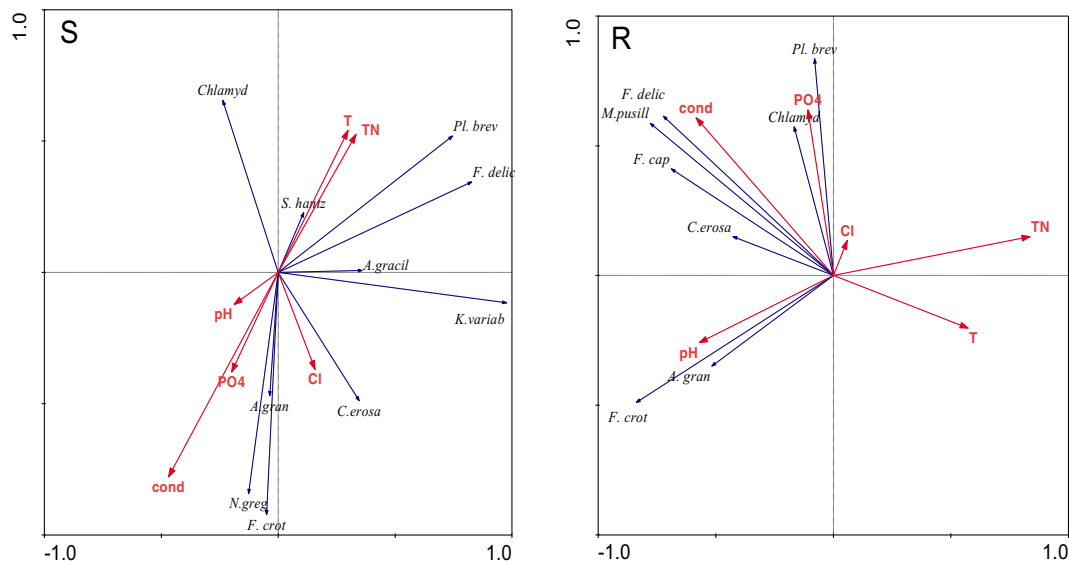 1.0
S
Chlamyd
T
TN
Pl. brev
F. delic
S. hantz
A.gracil
K.variab
pH
PO4
Cl
A.gran
C.erosa
cond
N.greg
F. crot
-1.0
1.0
1.0
R
Pl. brev
F. delic
cond
PO4
M.pusill
Chlamyd
F. cap
C.erosa
Cl
TN
pH
T
A. gran
F. crot
-1.0
1.0